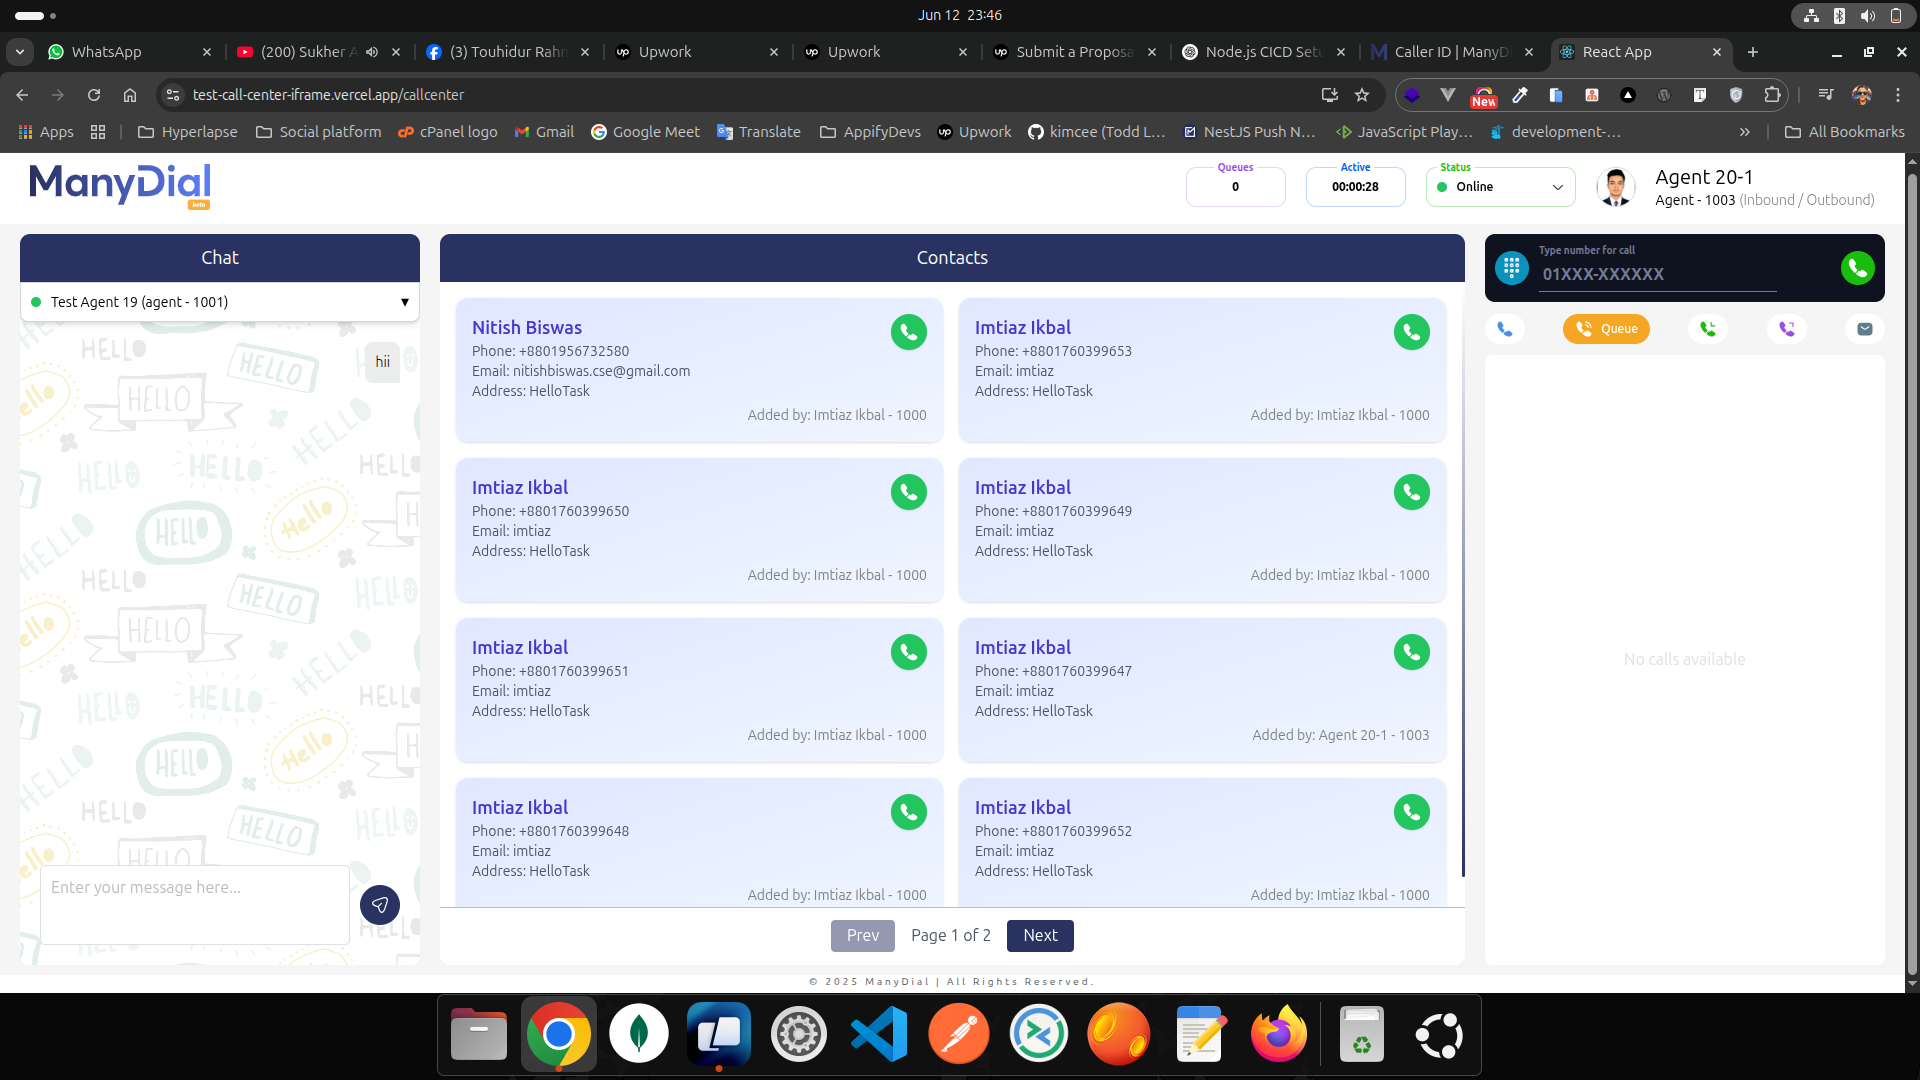 Jun 12 23:46
WhatsApp
(200) Sukher A
(3) Touhidur Rahm
Upwork
Upwork
Submit a Proposa
Node.js CICD Setu
Caller ID | ManyD
React App
test-call-center-iframe.vercel.app/callcenter
New
Apps
Hyperlapse
Social platform
cPanel logo
Gmail
Google Meet
Translate
AppifyDevs
Upwork
kimcee (Todd L...
NestJS Push N...
JavaScript Play...
development-...
All Bookmarks
ManyDial
beta
Queues
0
Active
00:00:28
Status
Online
Agent 20-1
Agent - 1003 (Inbound / Outbound)
Chat
Test Agent 19 (agent - 1001)
hii
Enter your message here...
Contacts
Nitish Biswas
Phone: +8801956732580
Email: nitishbiswas.cse@gmail.com
Address: HelloTask
Added by: Imtiaz Ikbal - 1000
Imtiaz Ikbal
Phone: +8801760399653
Email: imtiaz
Address: HelloTask
Added by: Imtiaz Ikbal - 1000
Imtiaz Ikbal
Phone: +8801760399650
Email: imtiaz
Address: HelloTask
Added by: Imtiaz Ikbal - 1000
Imtiaz Ikbal
Phone: +8801760399649
Email: imtiaz
Address: HelloTask
Added by: Imtiaz Ikbal - 1000
Imtiaz Ikbal
Phone: +8801760399651
Email: imtiaz
Address: HelloTask
Added by: Imtiaz Ikbal - 1000
Imtiaz Ikbal
Phone: +8801760399647
Email: imtiaz
Address: HelloTask
Added by: Agent 20-1 - 1003
Imtiaz Ikbal
Phone: +8801760399648
Email: imtiaz
Address: HelloTask
Added by: Imtiaz Ikbal - 1000
Imtiaz Ikbal
Phone: +8801760399652
Email: imtiaz
Address: HelloTask
Added by: Imtiaz Ikbal - 1000
Prev
Page 1 of 2
Next
Type number for call
01XXX-XXXXXX
Queue
No calls available
© 2025 ManyDial | All Rights Reserved.